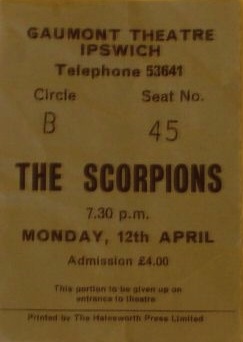 GAUMONT THEATRE
IPSWICH
Telephone 53641
Circle Seat No.
B 45
THE SCORPIONS
7.30 p.m.
MONDAY, 12th APRIL
Admission £4.00
This portion to be given up on
entrance to theatre
Printed by The Halesworth Press Limited